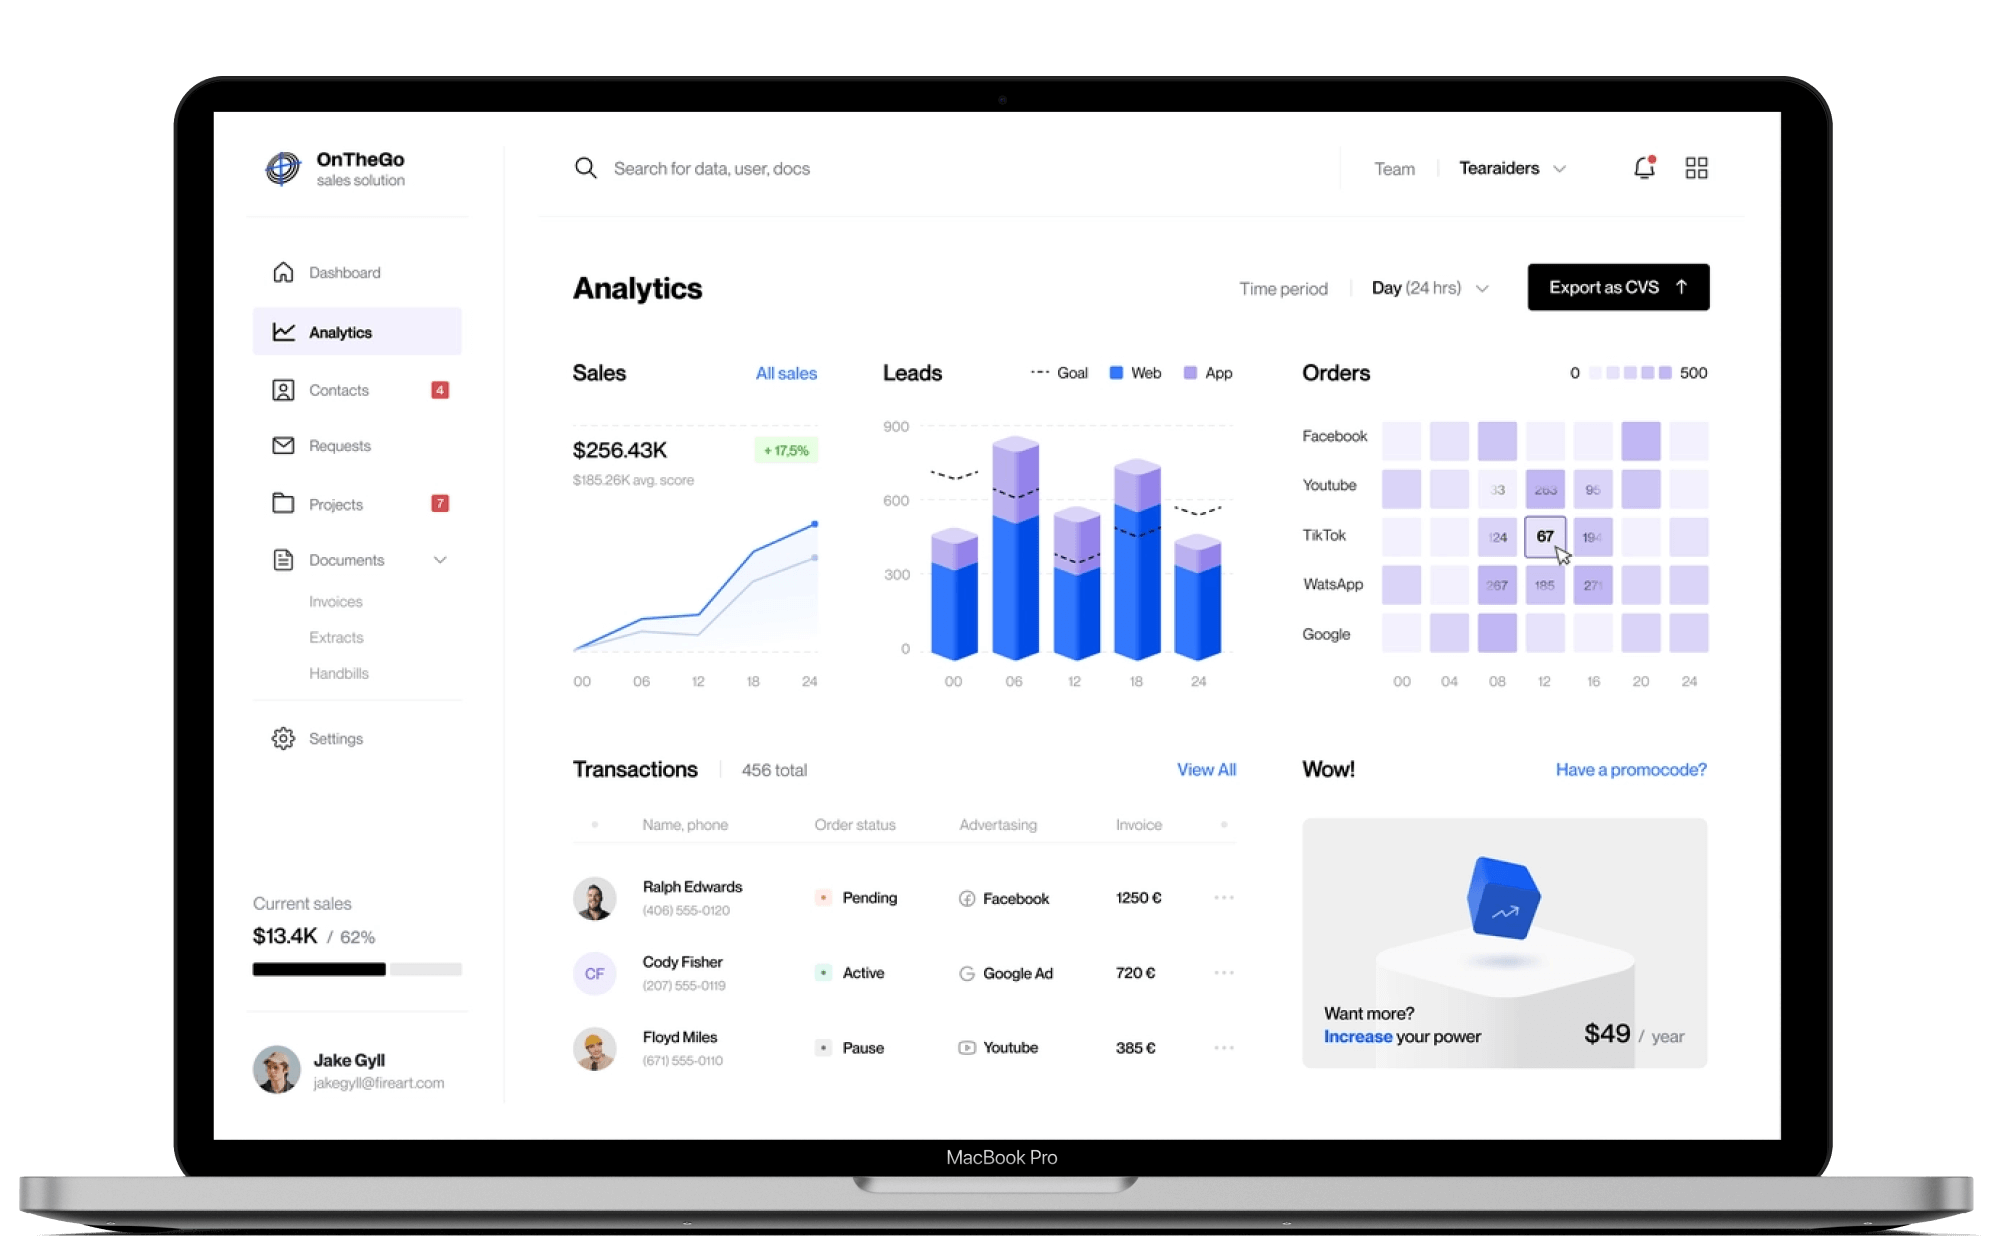 OnTheGo
sales solution
Search for data, user, docs
Team
Tearaiders
Dashboard
Analytics
Contacts
4
Requests
Projects
7
Documents
Invoices
Extracts
Handbills
Settings
Current sales
$13.4K / 62%
Jake Gyll
jakegyll@fireart.com
Analytics
Time period
Day (24 hrs)
Export as CVS
Sales
All sales
$256.43K
+ 17,5%
$185.26K avg. score
00 06 12 18 24
Leads
Goal
Web
App
900
600
300
0
00 06 12 18 24
Orders
0
500
Facebook
Youtube
33 263 95
TikTok
124 67 194
WatsApp
267 185 271
Google
00 04 08 12 16 20 24
Transactions
456 total
View All
Name, phone Order status Advertasing Invoice
Ralph Edwards
(406) 555-0120
Pending
Facebook
1250 €
CF
Cody Fisher
(207) 555-0119
Active
Google Ad
720 €
Floyd Miles
(671) 555-0110
Pause
Youtube
385 €
Wow!
Have a promocode?
Want more?
Increase your power
$49 / year
MacBook Pro